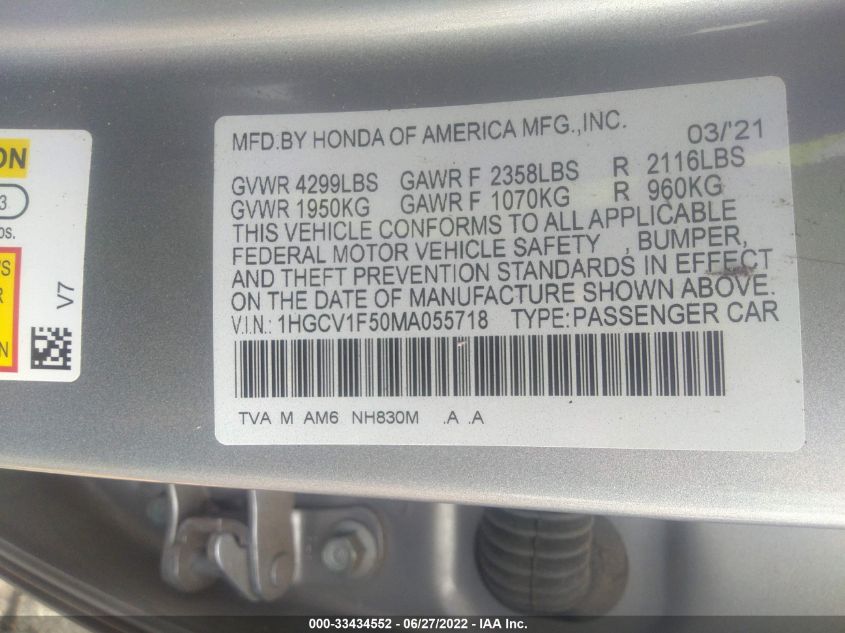 ON
3
OS.
'S
R
R
N
V7
MFD.BY HONDA OF AMERICA MFG.,INC. 03/'21
GVWR 4299LBS GAWR F 2358LBS R 2116LBS
GVWR 1950KG GAWR F 1070KG R 960KG
THIS VEHICLE CONFORMS TO ALL APPLICABLE
FEDERAL MOTOR VEHICLE SAFETY , BUMPER,
AND THEFT PREVENTION STANDARDS IN EFFECT
ON THE DATE OF MANUFACTURE SHOWN ABOVE.
V.I.N.: 1HGCV1F50MA055718 TYPE:PASSENGER CAR
TVA M AM6 NH830M .A .A
000-33434552 - 06/27/2022 - IAA Inc.